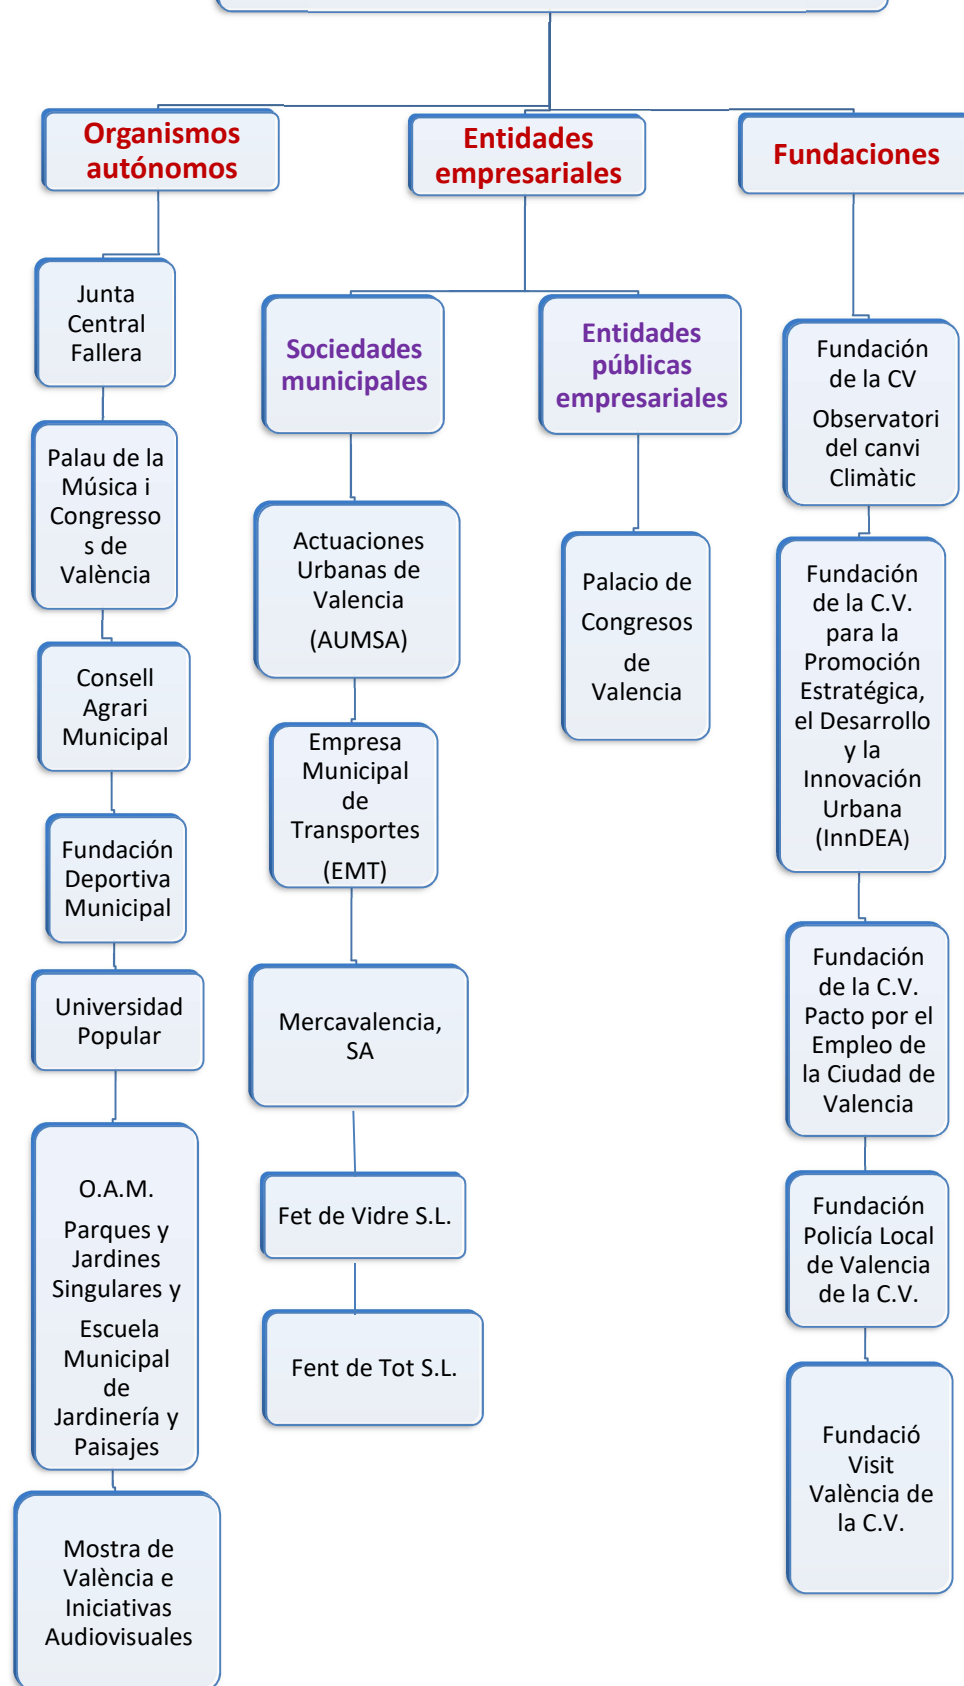 Organismos
autónomos
Entidades
empresariales
Fundaciones
Junta
Central
Fallera
Palau de la
Música i
Congresso
s de
València
Consell
Agrari
Municipal
Fundación
Deportiva
Municipal
Universidad
Popular
O.A.M.
Parques y
Jardines
Singulares y
Escuela
Municipal
de
Jardinería y
Paisajes
Mostra de
València e
Iniciativas
Audiovisuales
Sociedades
municipales
Actuaciones
Urbanas de
Valencia
(AUMSA)
Empresa
Municipal
de
Transportes
(EMT)
Mercavalencia,
SA
Fet de Vidre S.L.
Fent de Tot S.L.
Entidades
públicas
empresariales
Palacio de
Congresos
de
Valencia
Fundación
de la CV
Observatori
del canvi
Climàtic
Fundación
de la C.V.
para la
Promoción
Estratégica,
el Desarrollo
y la
Innovación
Urbana
(InnDEA)
Fundación
de la C.V.
Pacto por el
Empleo de
la Ciudad de
Valencia
Fundación
Policía Local
de Valencia
de la C.V.
Fundació
Visit
València de
la C.V.